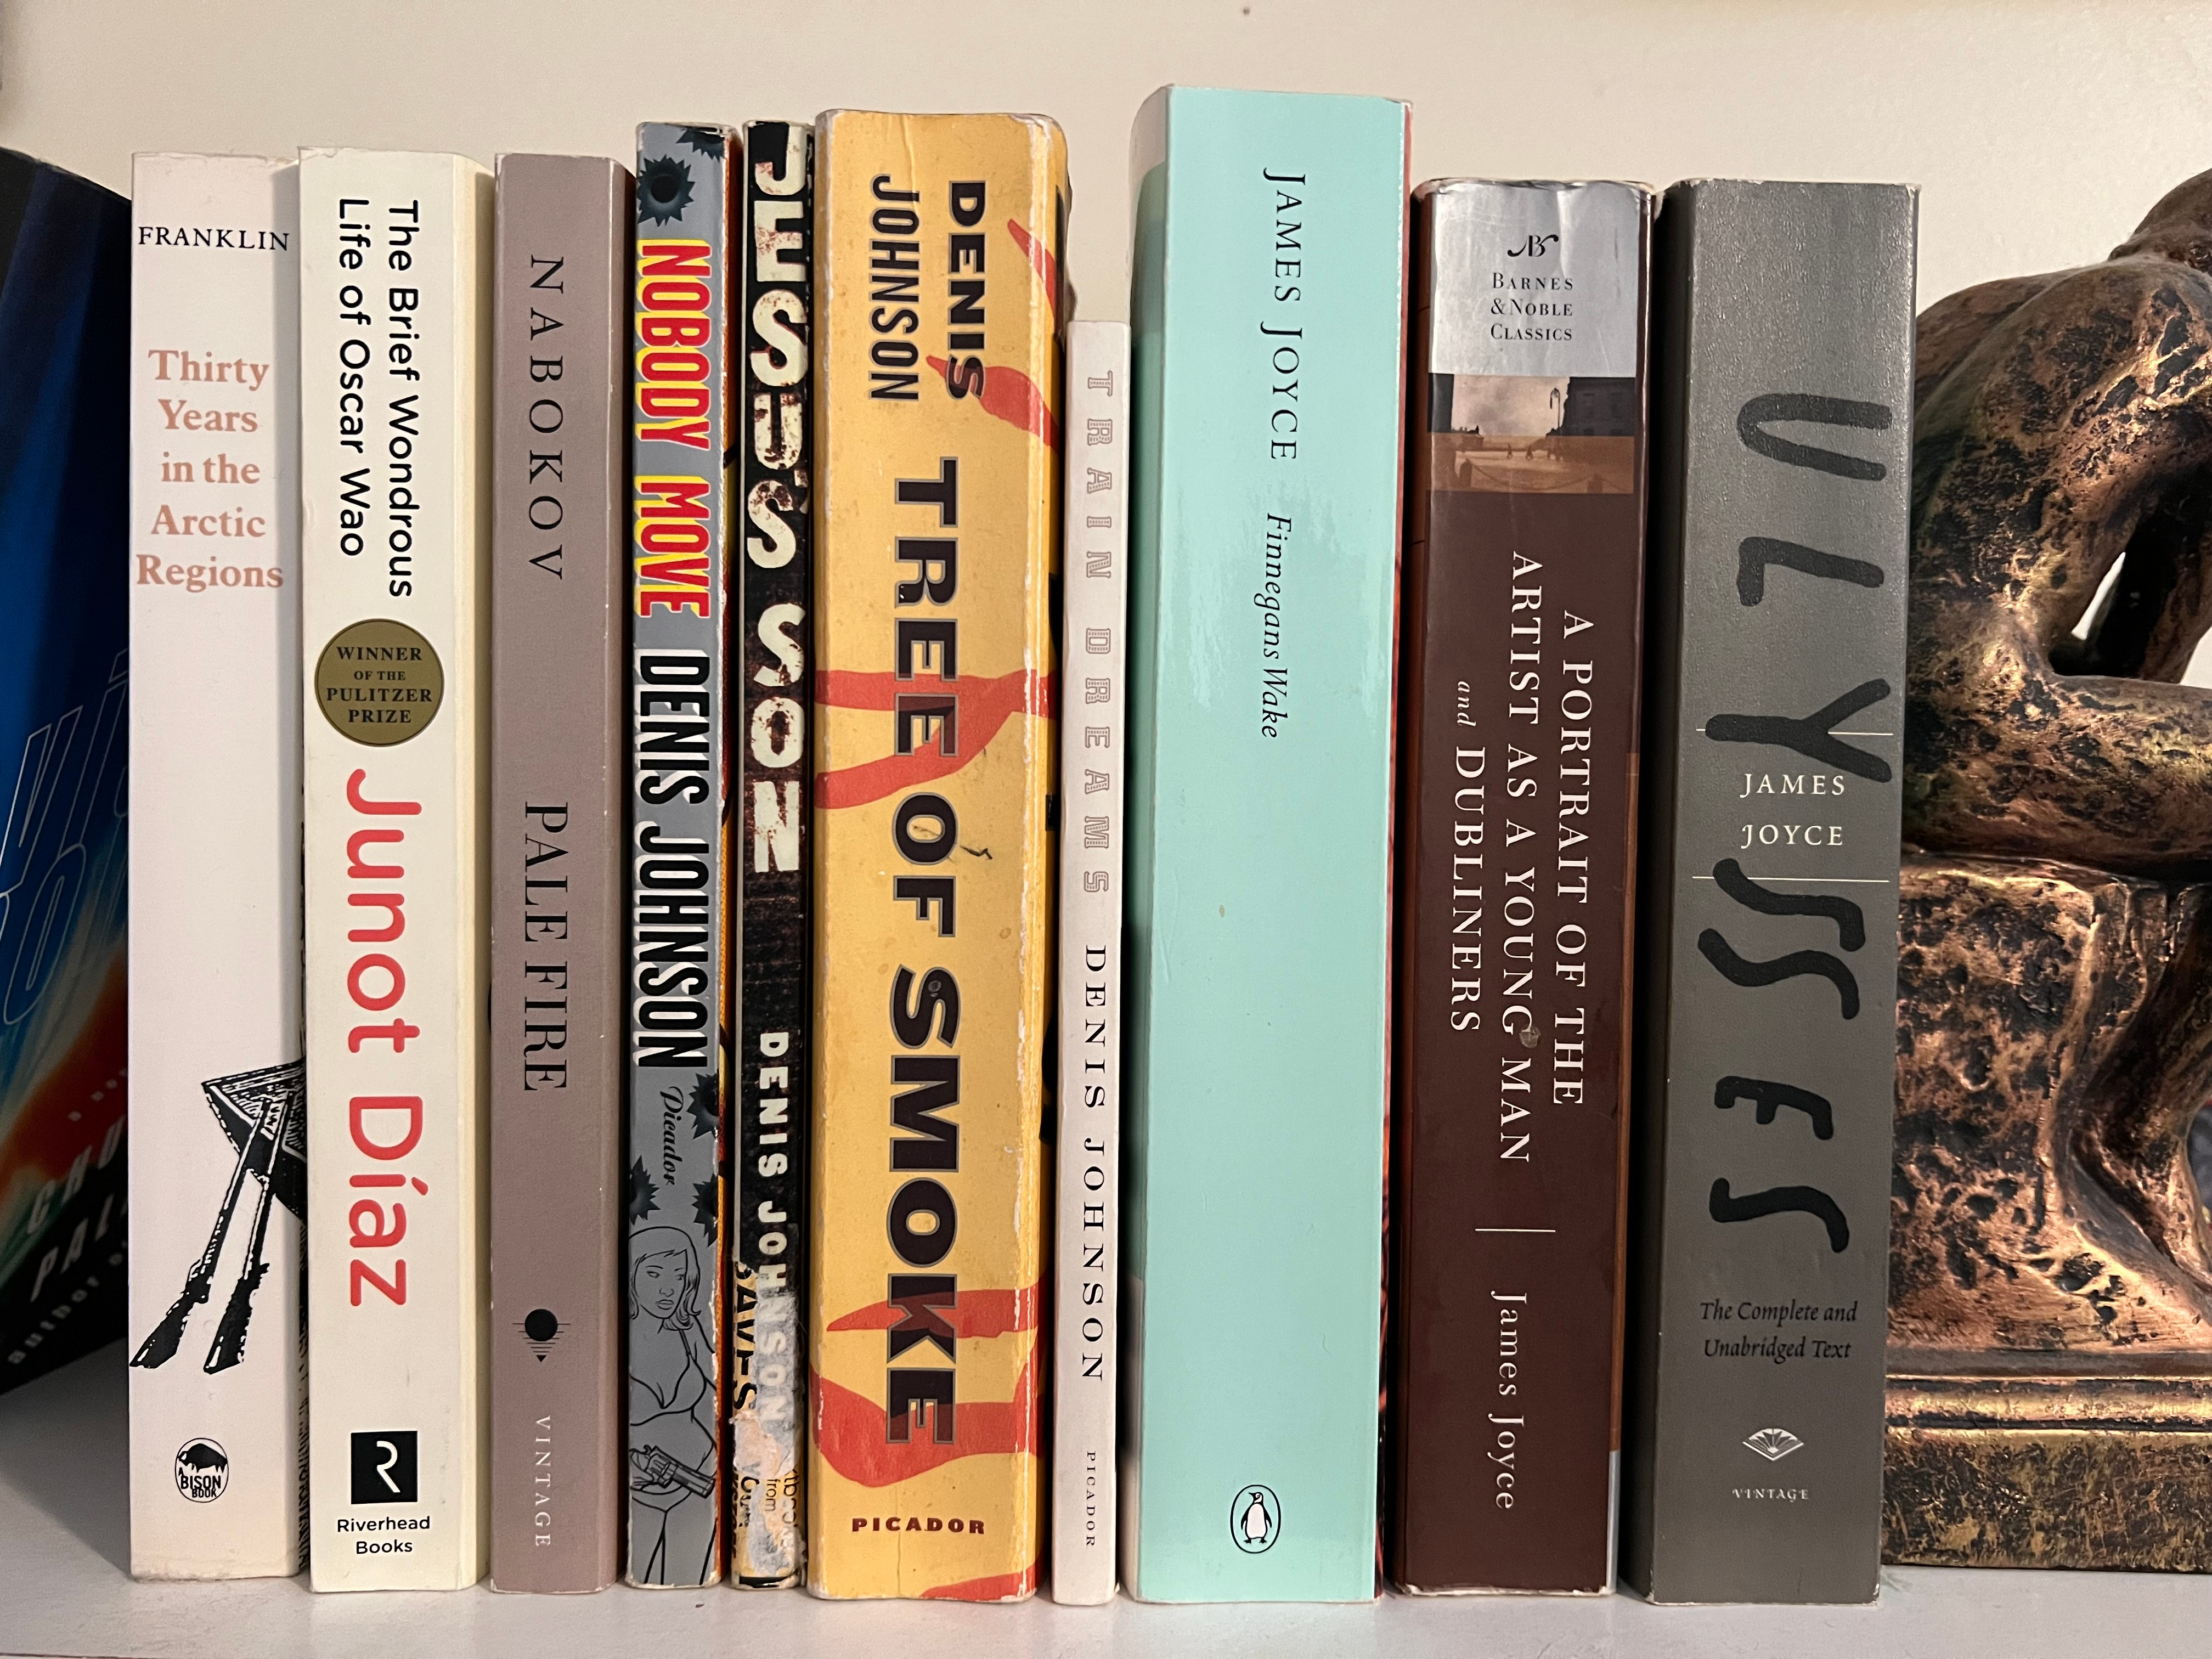 FRANKLIN
Thirty
Years
in the
Arctic
Regions
A
BISON
BOOK
The Brief Wondrous
Life of Oscar Wao
WINNER
OF THE
PULITZER
PRIZE
Junot Díaz
R
Riverhead
Books
NABOKOV
PALE FIRE
VINTAGE
NOBODY MOVE
DENIS JOHNSON
Picador
JESUS' SON
DENIS JOHNSON
from
DENIS
JOHNSON
TREE OF SMOKE
PICADOR
TRAIN DREAMS
DENIS JOHNSON
PICADOR
JAMES JOYCE
Finnegans Wake
BARNES
& NOBLE
CLASSICS
A PORTRAIT OF THE
ARTIST AS A YOUNG MAN
and DUBLINERS
James Joyce
ULYSSES
JAMES
JOYCE
The Complete and
Unabridged Text
VINTAGE